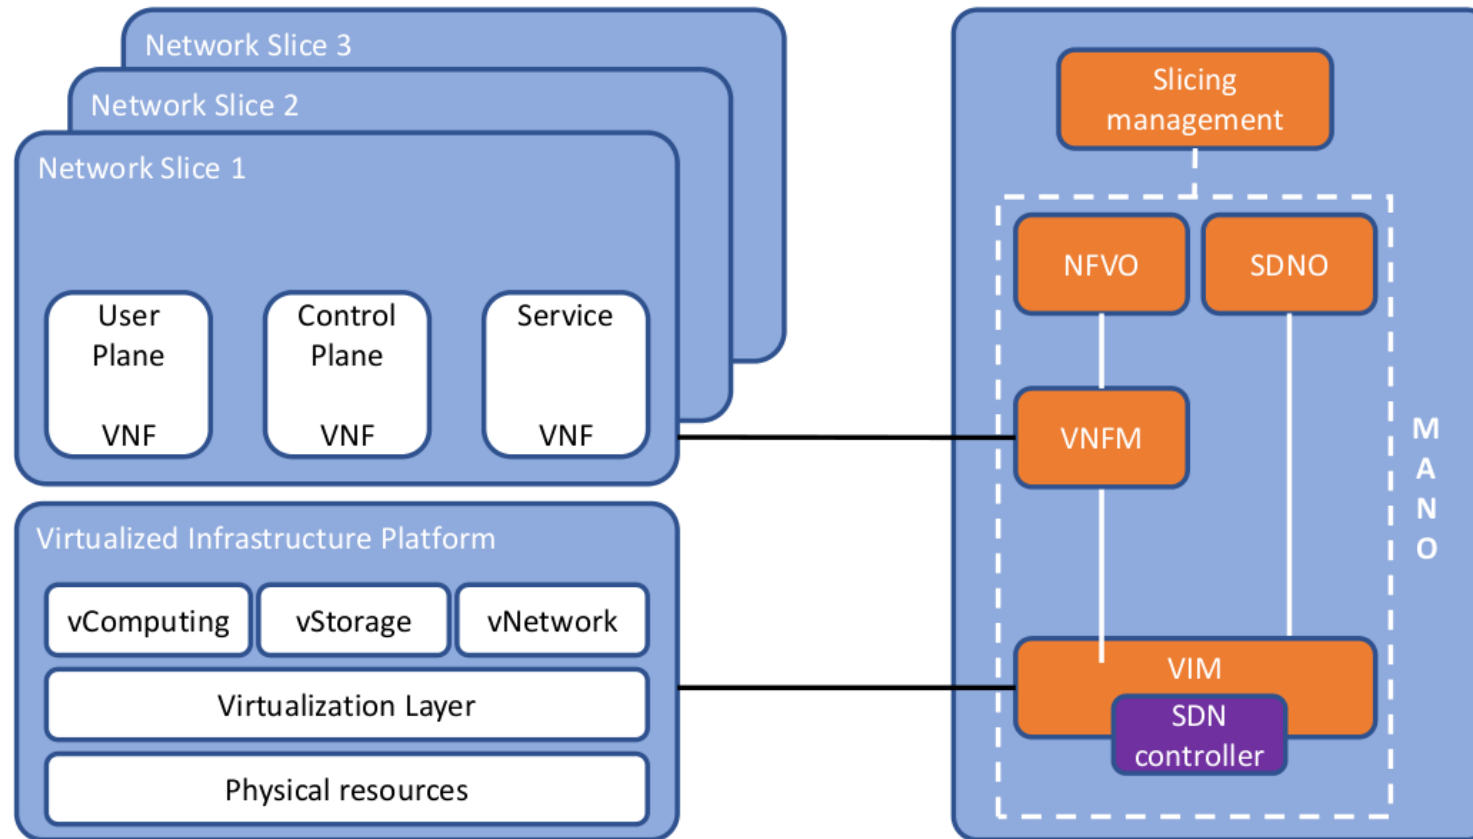 Network Slice 3
Network Slice 2
Network Slice 1
User
Plane
VNF
Control
Plane
VNF
Service
VNF
Virtualized Infrastructure Platform
vComputing
vStorage
vNetwork
Virtualization Layer
Physical resources
Slicing
management
NFVO
SDNO
VNFM
VIM
SDN
controller
M
A
N
O